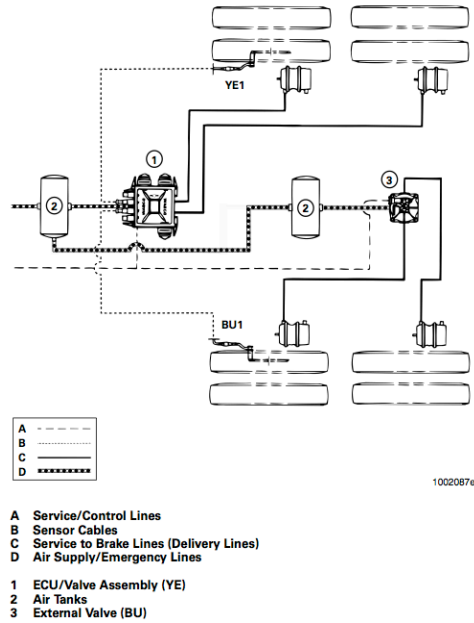 YE1
1
2
2
3
BU1
A
B
C
D
1002087e
A Service/Control Lines
B Sensor Cables
C Service to Brake Lines (Delivery Lines)
D Air Supply/Emergency Lines
1 ECU/Valve Assembly (YE)
2 Air Tanks
3 External Valve (BU)